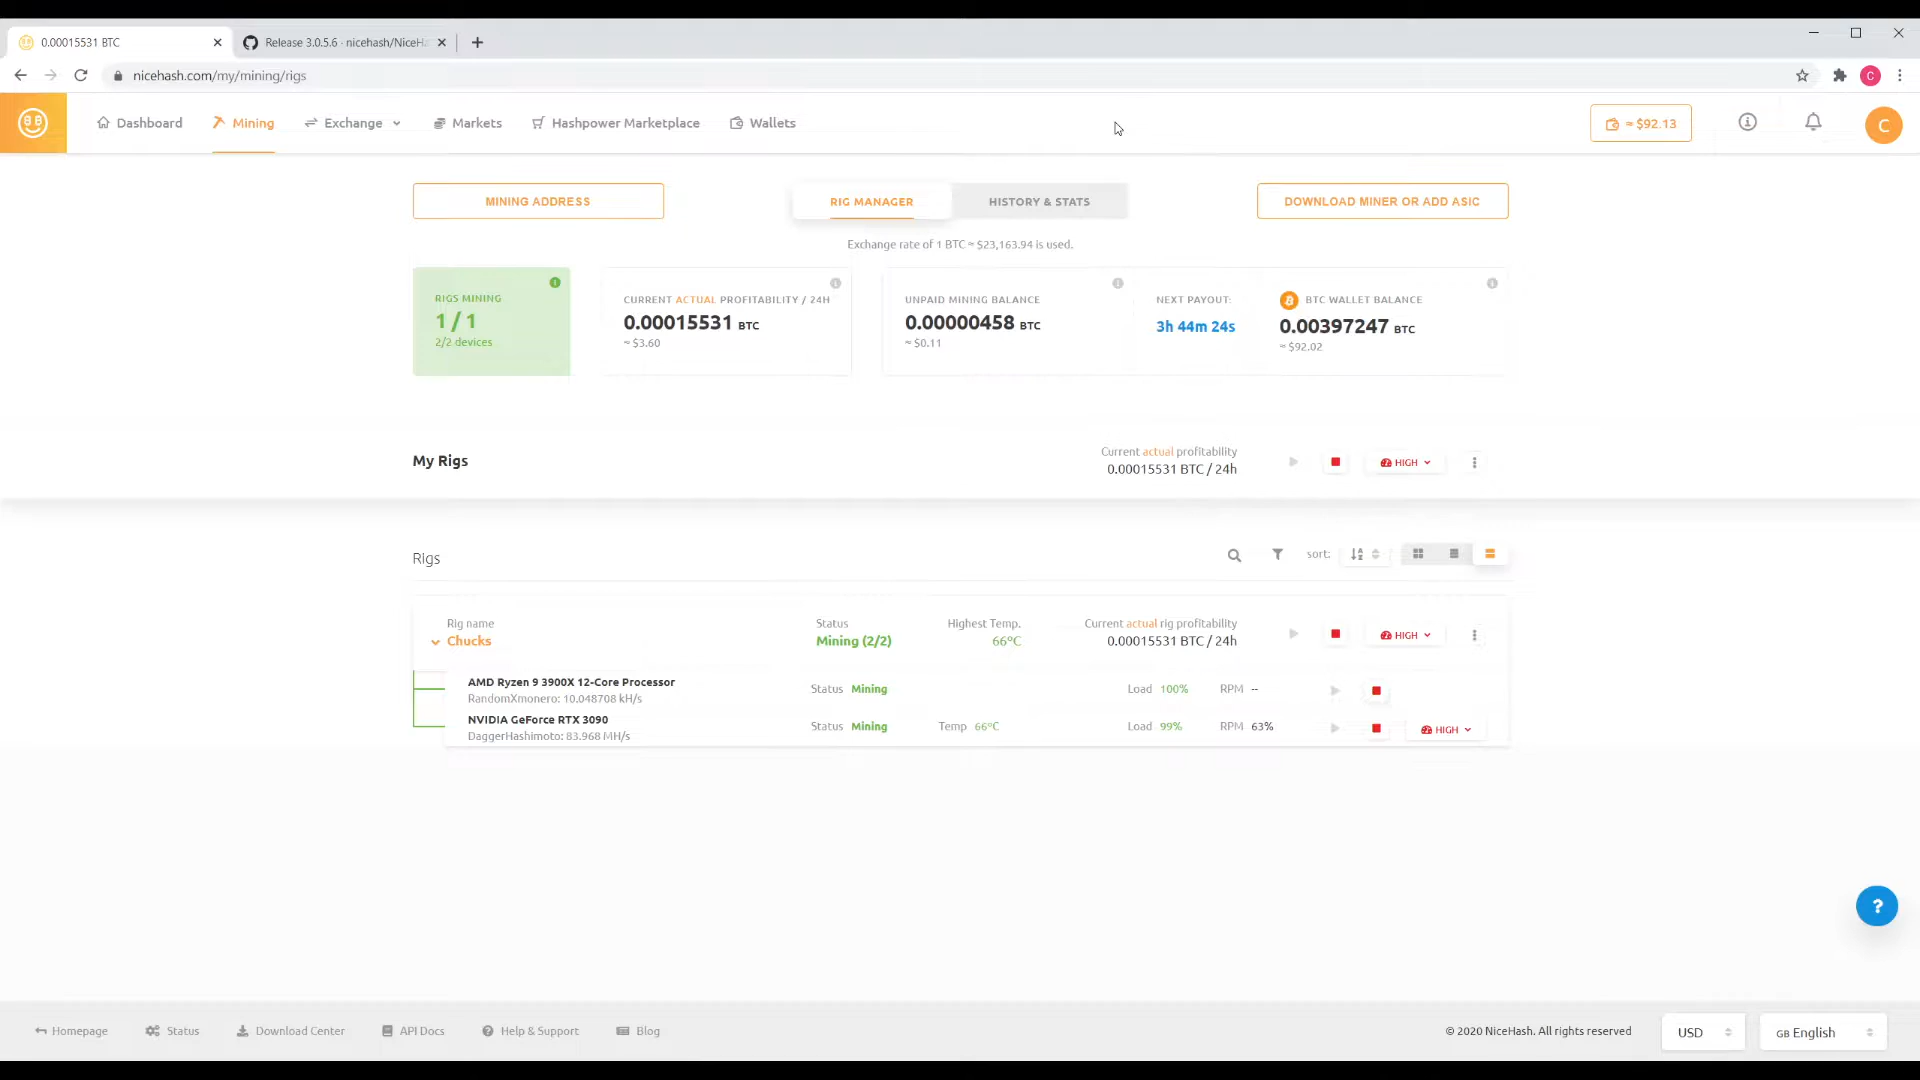 0.00015531 BTC
Release 3.0.5.6 · nicehash/NiceHa
nicehash.com/my/mining/rigs
C
Dashboard
Mining
Exchange
Markets
Hashpower Marketplace
Wallets
≈ $92.13
C
MINING ADDRESS
RIG MANAGER
HISTORY & STATS
DOWNLOAD MINER OR ADD ASIC
Exchange rate of 1 BTC ≈ $23,163.94 is used.
RIGS MINING
1 / 1
2/2 devices
CURRENT ACTUAL PROFITABILITY / 24H
0.00015531 BTC
≈ $3.60
UNPAID MINING BALANCE
0.00000458 BTC
≈ $0.11
NEXT PAYOUT:
3h 44m 24s
BTC WALLET BALANCE
0.00397247 BTC
≈ $92.02
My Rigs
Current actual profitability
0.00015531 BTC / 24h
HIGH
Rigs
sort:
Rig name
Chucks
Status
Mining (2/2)
Highest Temp.
66°C
Current actual rig profitability
0.00015531 BTC / 24h
HIGH
AMD Ryzen 9 3900X 12-Core Processor
RandomXmonero: 10.048708 kH/s
Status Mining
Load 100%
RPM --
NVIDIA GeForce RTX 3090
DaggerHashimoto: 83.968 MH/s
Status Mining
Temp 66°C
Load 99%
RPM 63%
HIGH
?
Homepage
Status
Download Center
API Docs
Help & Support
Blog
© 2020 NiceHash. All rights reserved
USD
GB English